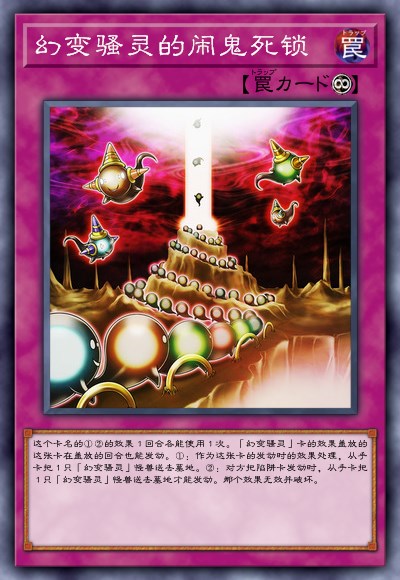 幻变骚灵的闹鬼死锁
トラップ
罠
トラップ
【罠カード】
这个卡名的①②的效果1回合各能使用1次。「幻变骚灵」卡的效果盖放的
这张卡在盖放的回合也能发动。①：作为这张卡的发动时的效果处理，从手
卡把1只「幻变骚灵」怪兽送去墓地。②：对方把陷阱卡发动时，从手卡把
1只「幻变骚灵」怪兽送去墓地才能发动。那个效果无效并破坏。